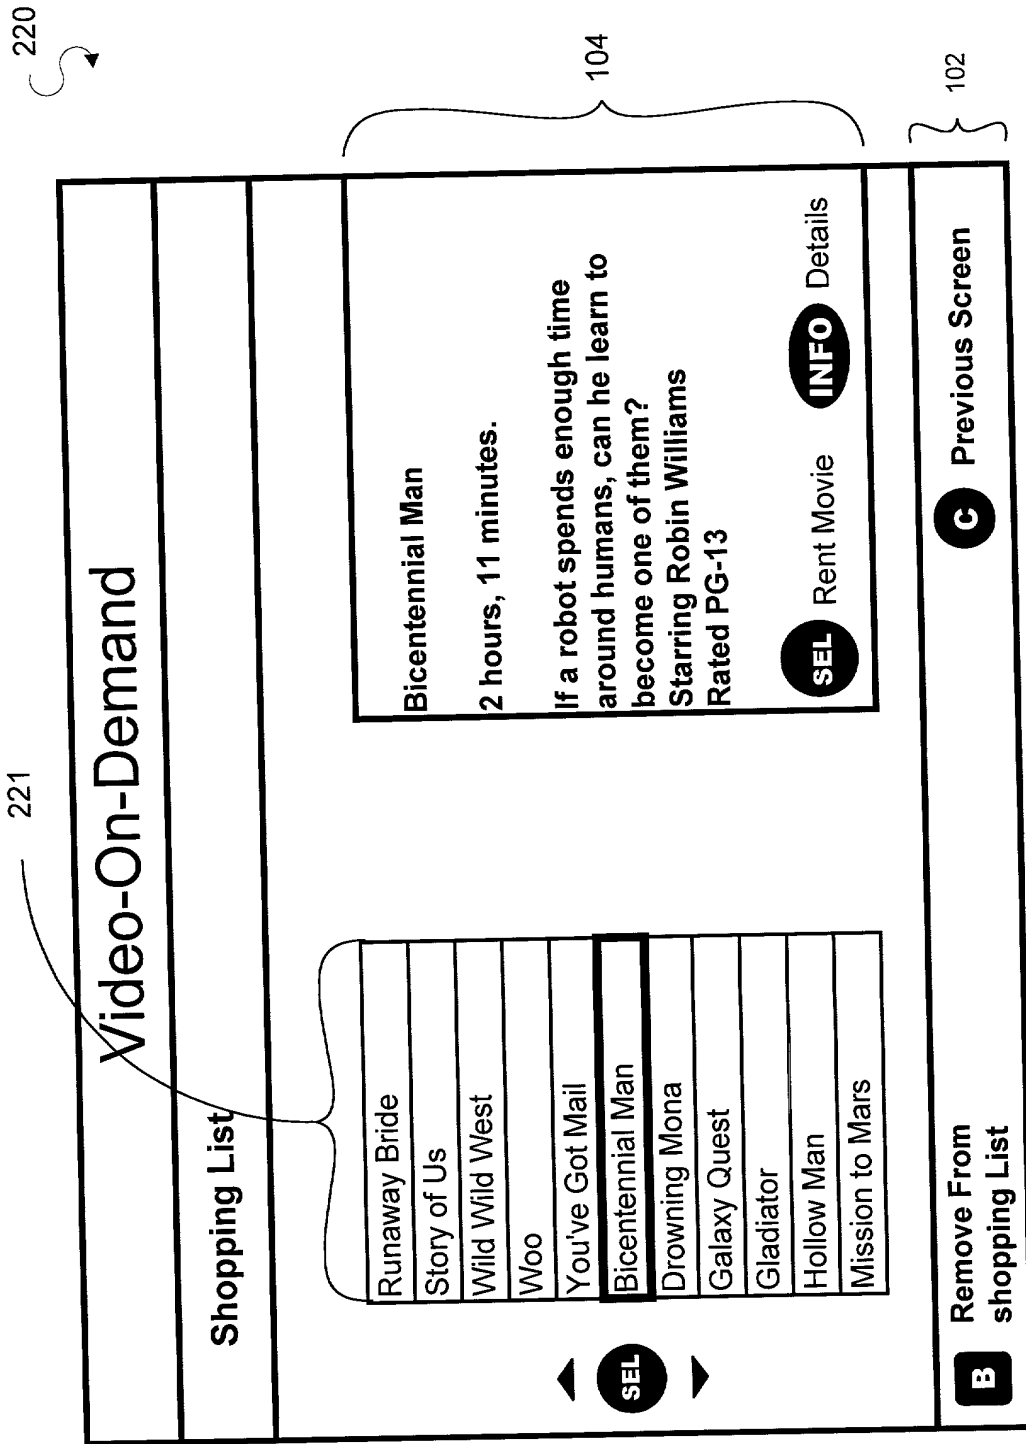 220
221
Video-On-Demand
Shopping List
Runaway Bride
Story of Us
Wild Wild West
Woo
You've Got Mail
Bicentennial Man
Drowning Mona
Galaxy Quest
Gladiator
Hollow Man
Mission to Mars
SEL
Bicentennial Man
2 hours, 11 minutes.
If a robot spends enough time
around humans, can he learn to
become one of them?
Starring Robin Williams
Rated PG-13
SEL Rent Movie INFO Details
104
B Remove From
shopping List
C Previous Screen
102